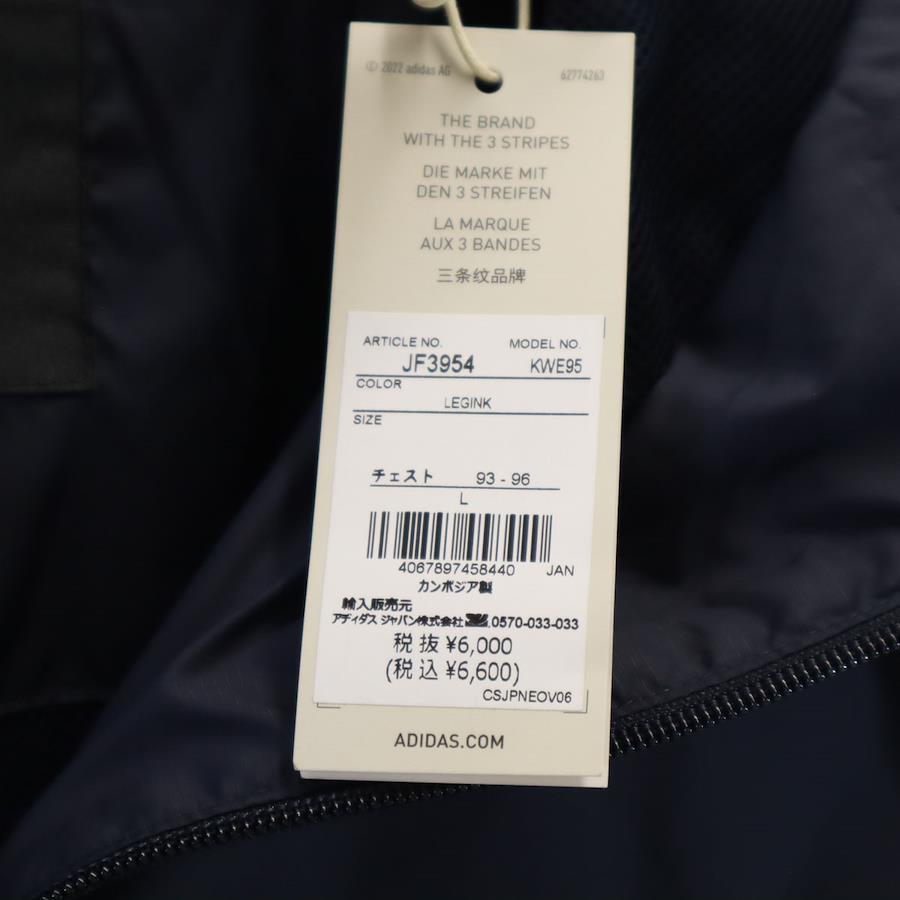 © 2022 adidas AG 62774263
THE BRAND
WITH THE 3 STRIPES
DIE MARKE MIT
DEN 3 STREIFEN
LA MARQUE
AUX 3 BANDES
三条纹品牌
ARTICLE NO. MODEL NO.
JF3954 KWE95
COLOR
LEGINK
SIZE
チェスト 93 - 96
L
4067897458440 JAN
カンボジア製
輸入販売元
アディダス ジャパン株式会社 0570-033-033
税抜 ¥6,000
(税込 ¥6,600)
CSJPNEOV06
ADIDAS.COM